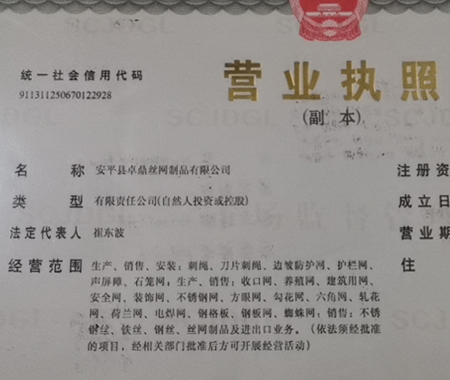 统一社会信用代码
911311250670122928
营业执照
(副 本)
名 称 安平县卓鼎丝网制品有限公司
注册资
类 型 有限责任公司(自然人投资或控股)
成立日
法定代表人 崔东波
营业期
经营范围 生产、销售、安装:刺绳、刀片刺绳、边坡防护网、护栏网、
住
声屏障、石笼网;生产、销售:收口网、养殖网、建筑用网、
安全网、装饰网、不锈钢网、方眼网、勾花网、六角网、轧花
网、荷兰网、电焊网、钢格板、钢板网、蜘蛛网;销售:不锈
钢丝、铁丝、钢丝、丝网制品及进出口业务。(依法须经批准
的项目,经相关部门批准后方可开展经营活动)